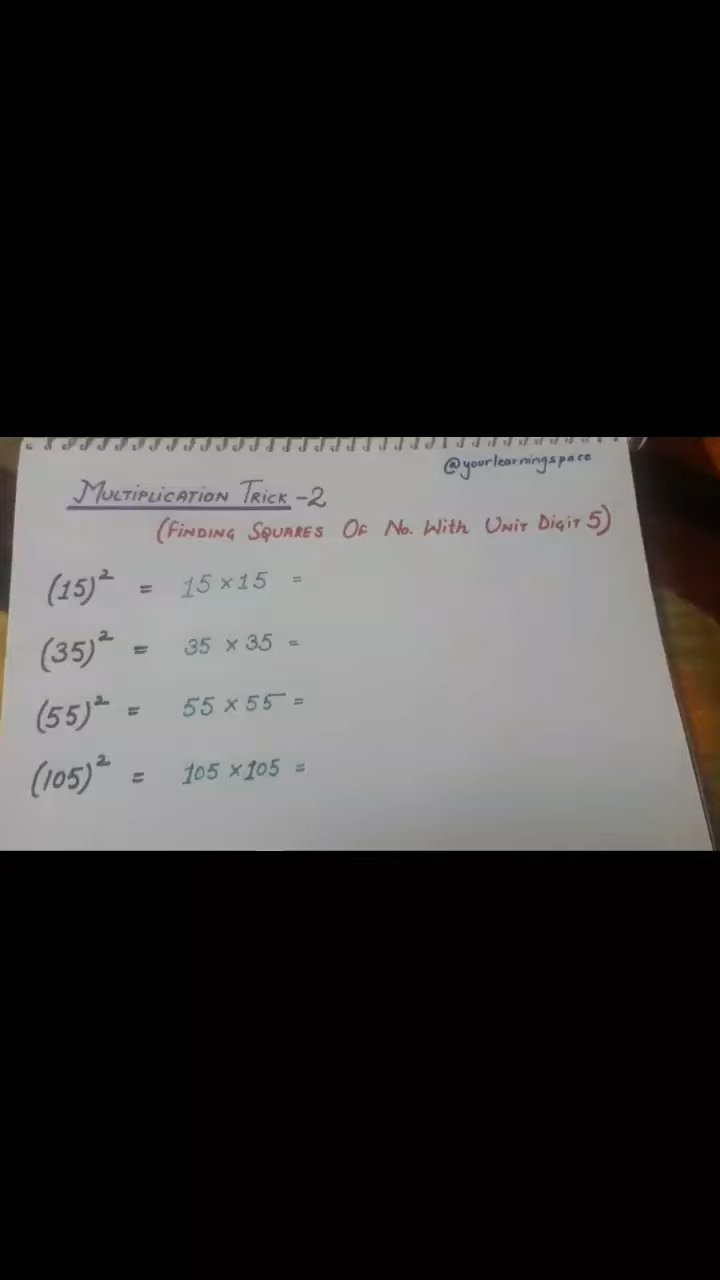 @yourlearningspace
MULTIPLICATION TRICK -2
(FINDING SQUARES OF NO. WITH UNIT DIGIT 5)
(15)² = 15 × 15 =
(35)² = 35 × 35 =
(55)² = 55 × 55 =
(105)² = 105 × 105 =